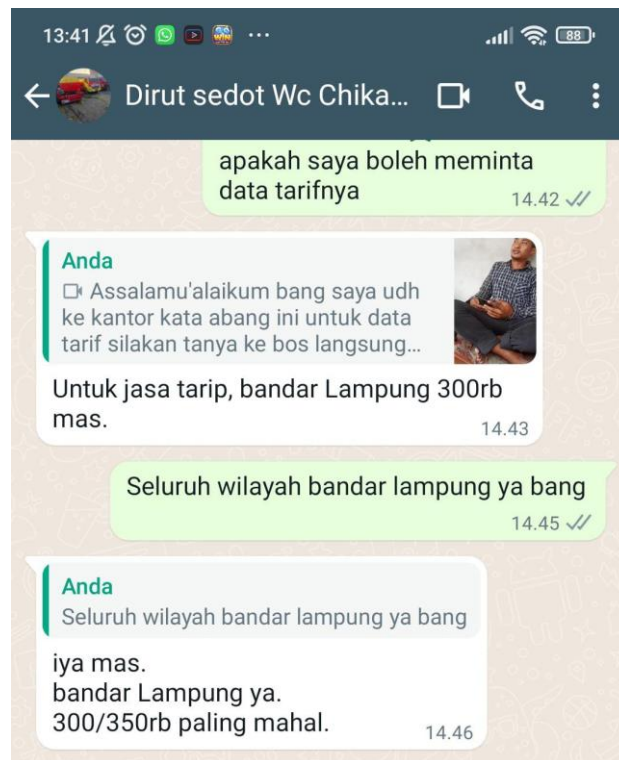 13:41
88
Dirut sedot Wc Chika...
apakah saya boleh meminta
data tarifnya
14.42
Anda
Assalamu'alaikum bang saya udh
ke kantor kata abang ini untuk data
tarif silakan tanya ke bos langsung...
Untuk jasa tarip, bandar Lampung 300rb
mas.
14.43
Seluruh wilayah bandar lampung ya bang
14.45
Anda
Seluruh wilayah bandar lampung ya bang
iya mas.
bandar Lampung ya.
300/350rb paling mahal.
14.46